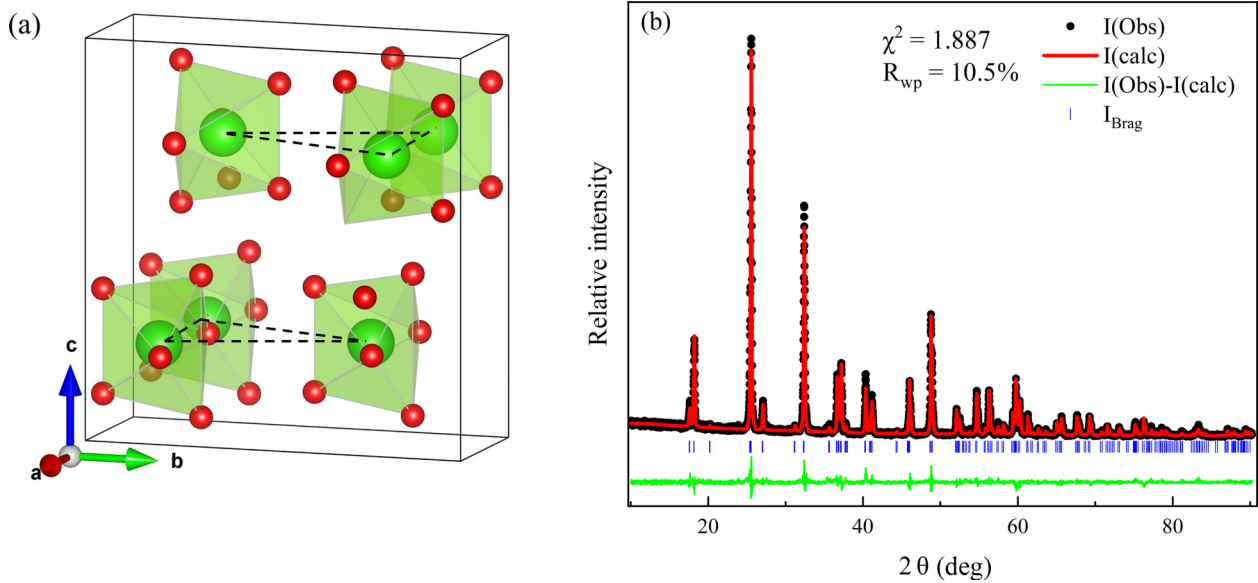 (a)
c
a
b
(b)
χ² = 1.887
R_wp = 10.5%
I(Obs)
I(calc)
I(Obs)-I(calc)
I_Brag
Relative intensity
20
40
60
80
2 θ (deg)